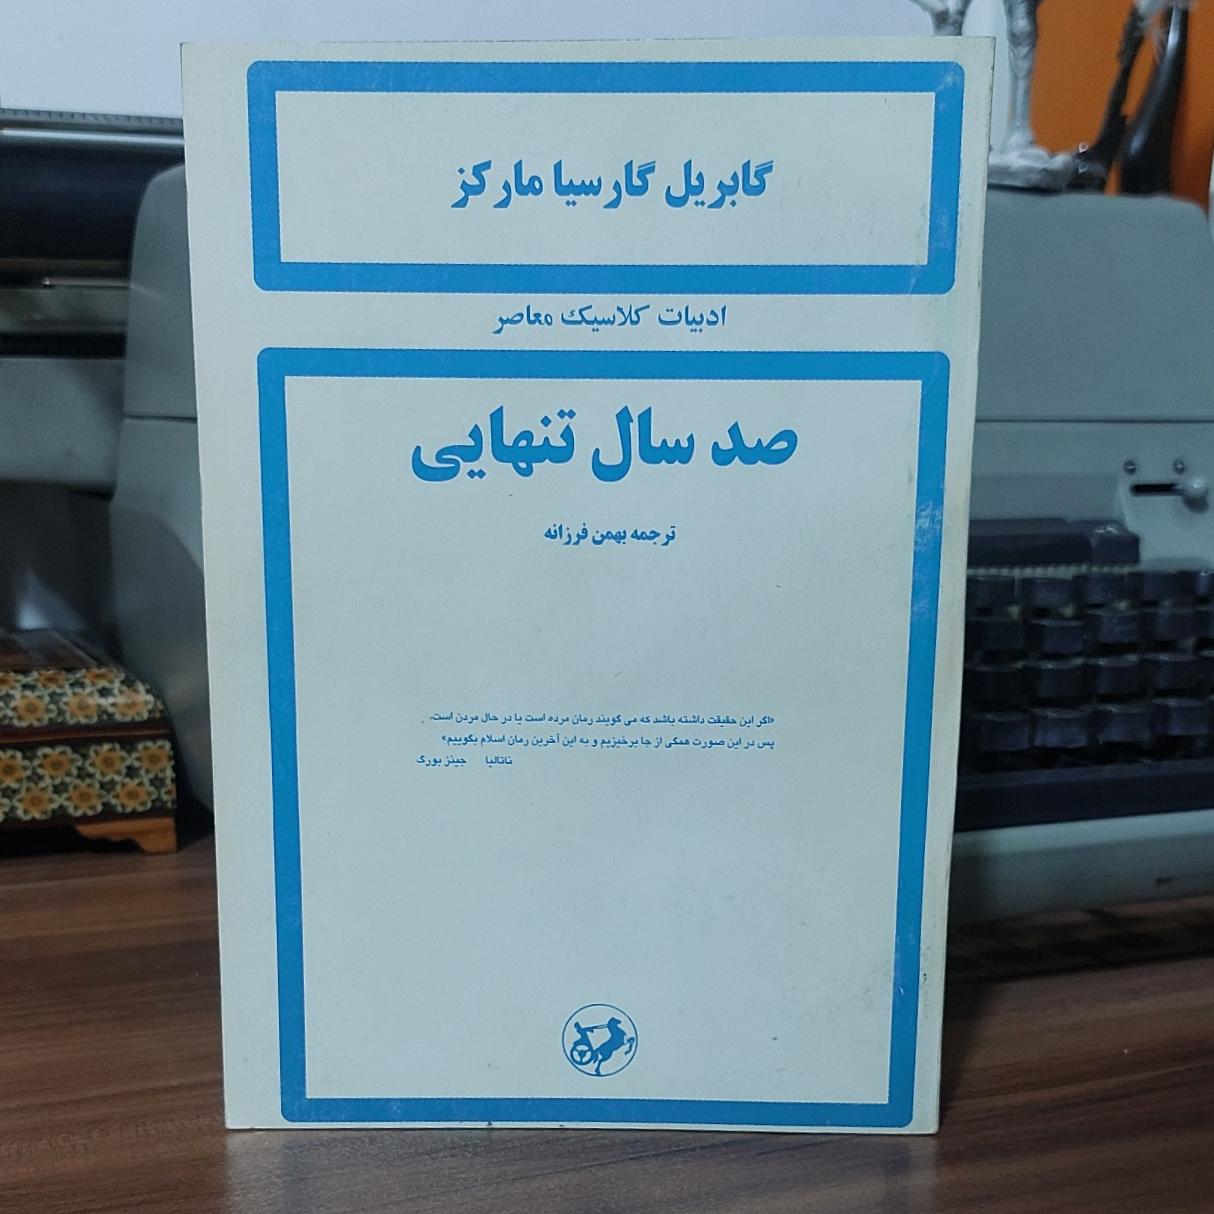 گابریل گارسیا مارکز
ادبیات کلاسیک معاصر
صد سال تنهایی
ترجمه بهمن فرزانه
«اگر این حقیقت داشته باشد که می گویند رمان مرده است یا در حال مردن است،
پس در این صورت همگی از جا برخیزیم و به این آخرین رمان اسلام بگوییم»
ناتالیا جینز بورگ